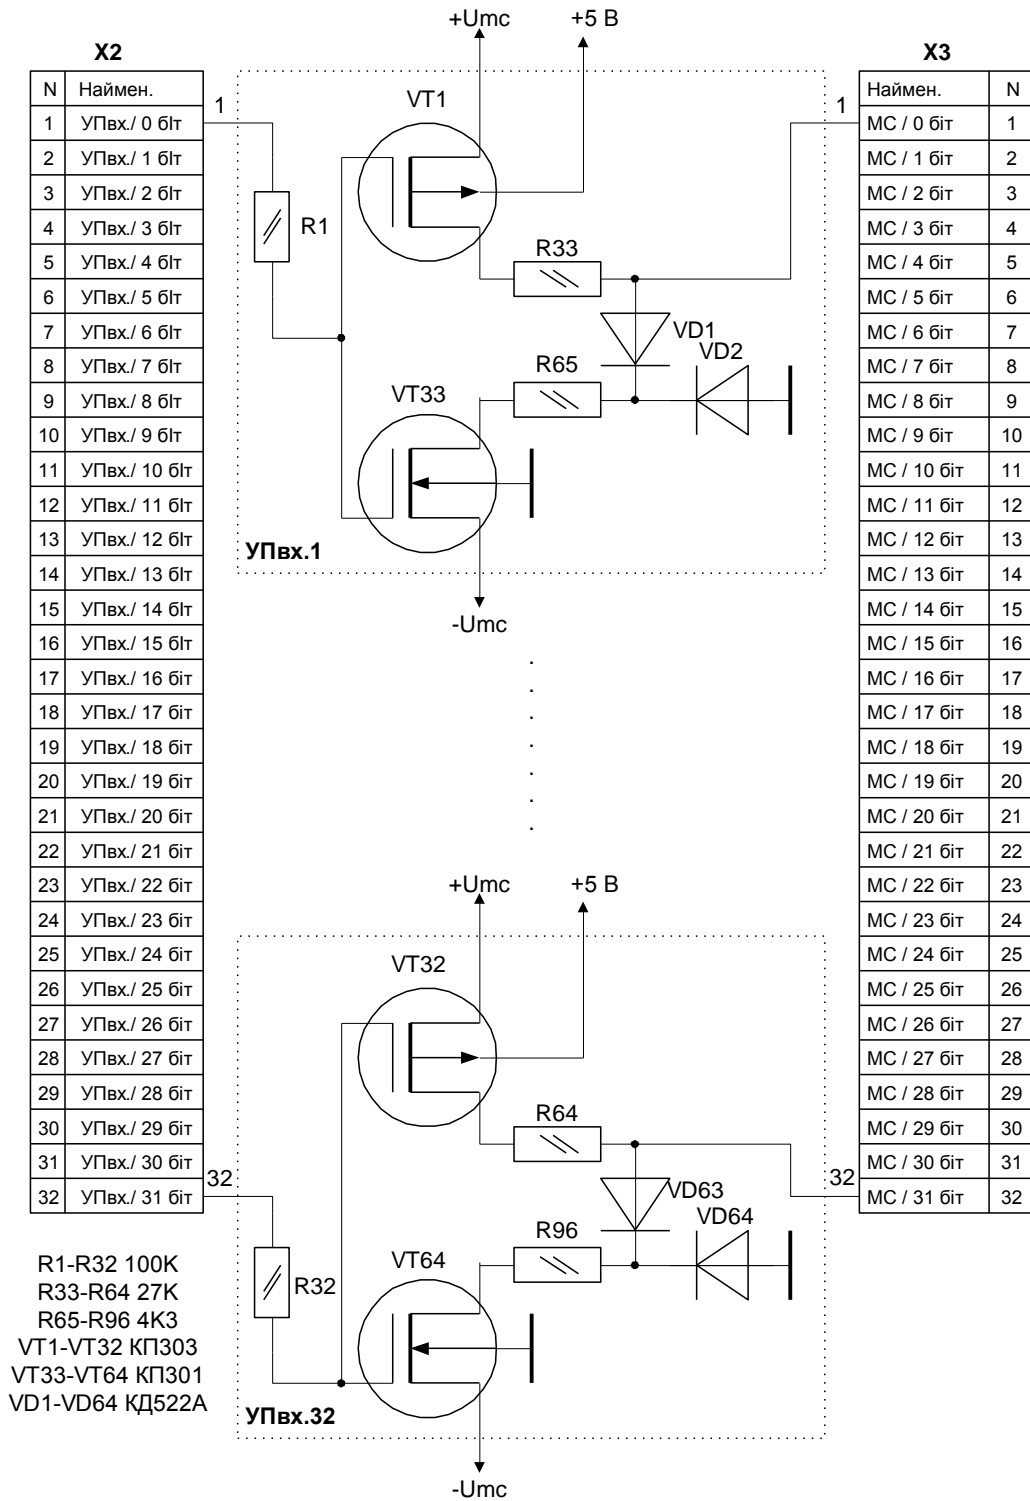 +Umc +5 В
X2 X3
N Наймен. Наймен. N
1 УПвх./ 0 бІт 1 VT1 1 МС / 0 біт 1
2 УПвх./ 1 бІт МС / 1 біт 2
3 УПвх./ 2 бІт МС / 2 біт 3
4 УПвх./ 3 бІт R1 МС / 3 біт 4
5 УПвх./ 4 бІт R33 МС / 4 біт 5
6 УПвх./ 5 бІт МС / 5 біт 6
7 УПвх./ 6 бІт VD1 МС / 6 біт 7
8 УПвх./ 7 бІт R65 VD2 МС / 7 біт 8
9 УПвх./ 8 бІт VT33 МС / 8 біт 9
10 УПвх./ 9 бІт МС / 9 біт 10
11 УПвх./ 10 бІт МС / 10 біт 11
12 УПвх./ 11 бІт МС / 11 біт 12
13 УПвх./ 12 бІт УПвх.1 МС / 12 біт 13
14 УПвх./ 13 бІт МС / 13 біт 14
15 УПвх./ 14 бІт -Umc МС / 14 біт 15
16 УПвх./ 15 бІт МС / 15 біт 16
17 УПвх./ 16 біт МС / 16 біт 17
18 УПвх./ 17 біт МС / 17 біт 18
19 УПвх./ 18 біт МС / 18 біт 19
20 УПвх./ 19 біт МС / 19 біт 20
21 УПвх./ 20 біт МС / 20 біт 21
22 УПвх./ 21 біт МС / 21 біт 22
23 УПвх./ 22 біт +Umc +5 В МС / 22 біт 23
24 УПвх./ 23 біт МС / 23 біт 24
25 УПвх./ 24 біт VT32 МС / 24 біт 25
26 УПвх./ 25 біт МС / 25 біт 26
27 УПвх./ 26 біт МС / 26 біт 27
28 УПвх./ 27 біт МС / 27 біт 28
29 УПвх./ 28 біт МС / 28 біт 29
30 УПвх./ 29 біт R64 МС / 29 біт 30
31 УПвх./ 30 біт МС / 30 біт 31
32 УПвх./ 31 біт 32 VD63 32 МС / 31 біт 32
R96 VD64
VT64
R32
R1-R32 100K
R33-R64 27K
R65-R96 4K3
VT1-VT32 КП303
VT33-VT64 КП301
VD1-VD64 КД522А
УПвх.32
-Umc